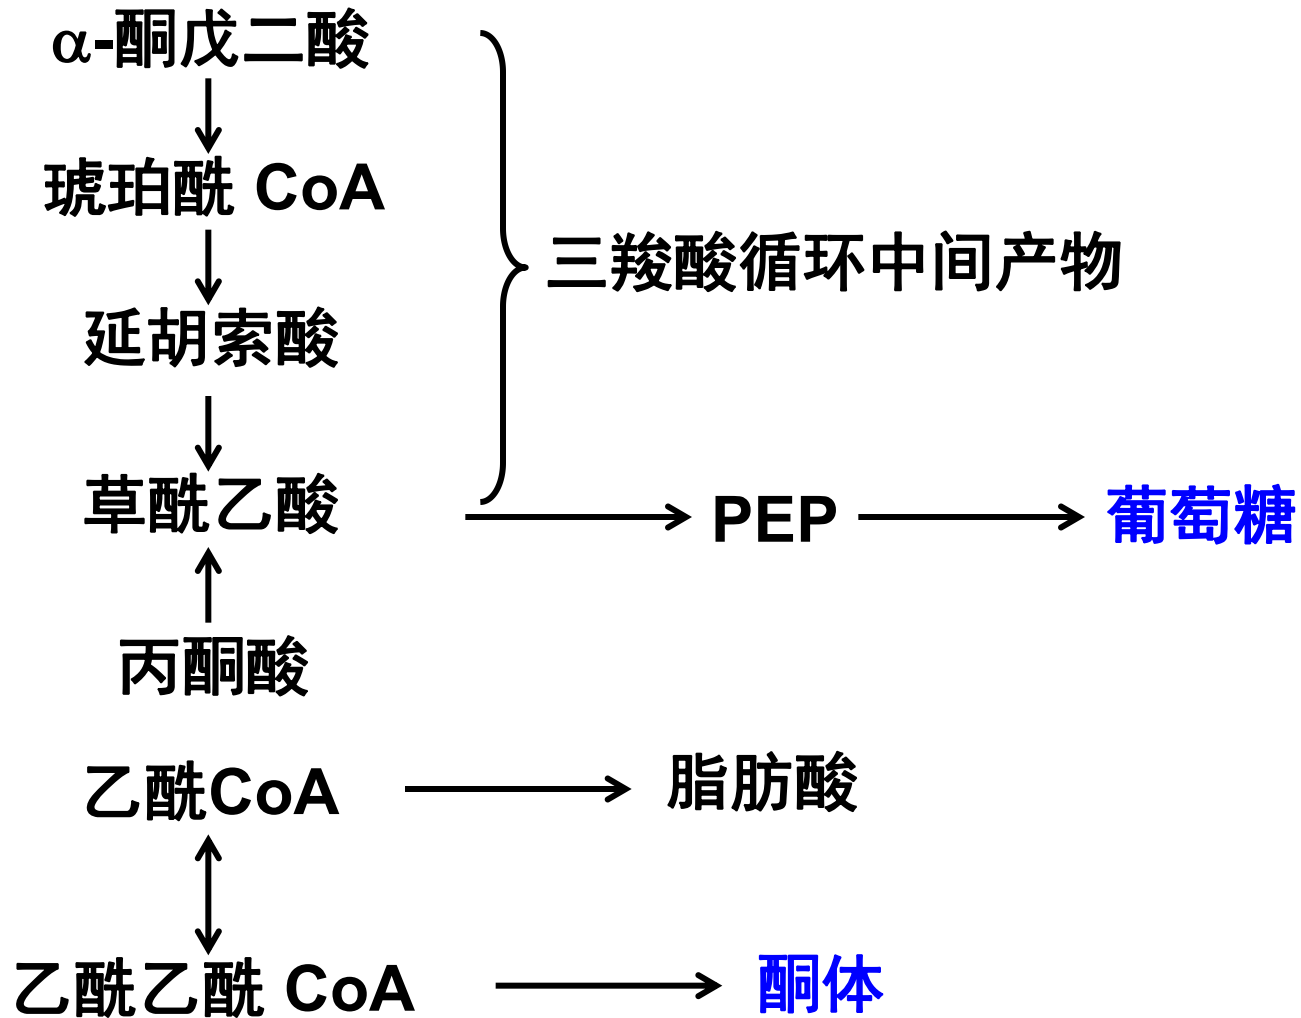 α-酮戊二酸
琥珀酰 CoA
三羧酸循环中间产物
延胡索酸
草酰乙酸
PEP
葡萄糖
丙酮酸
乙酰CoA
脂肪酸
乙酰乙酰 CoA
酮体